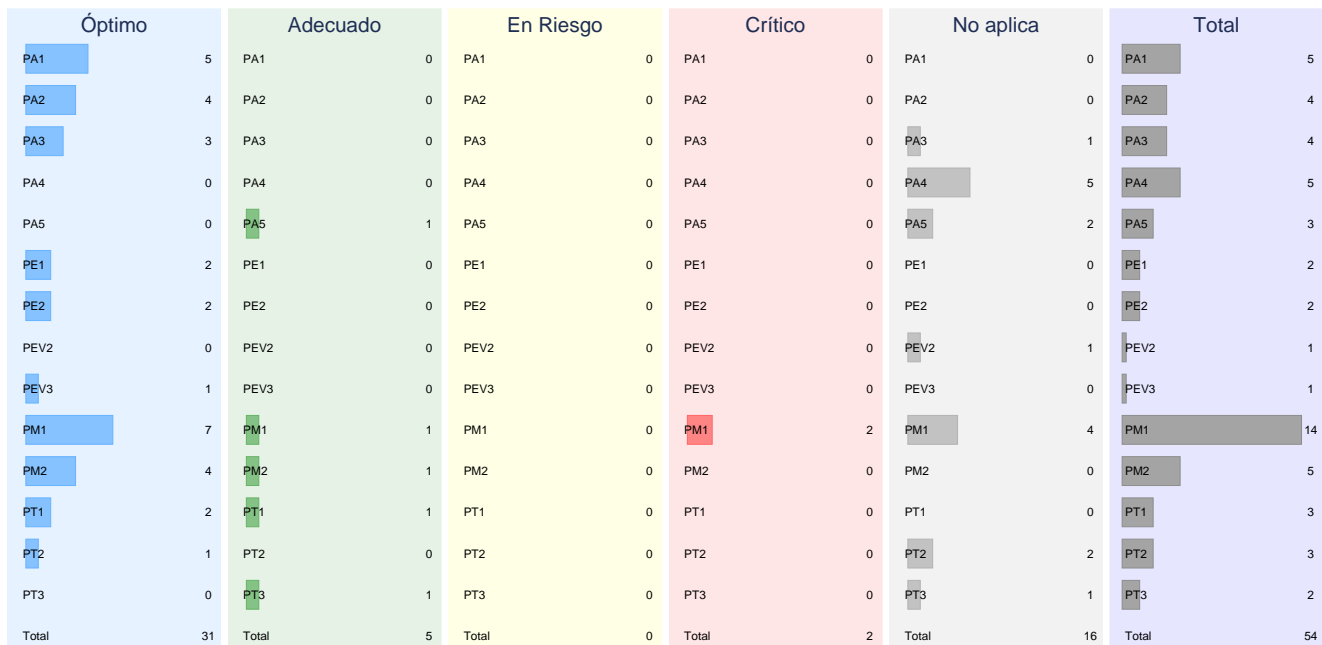 Óptimo Adecuado En Riesgo Crítico No aplica Total
PA1 5 PA1 0 PA1 0 PA1 0 PA1 0 PA1 5
PA2 4 PA2 0 PA2 0 PA2 0 PA2 0 PA2 4
PA3 3 PA3 0 PA3 0 PA3 0 PA3 1 PA3 4
PA4 0 PA4 0 PA4 0 PA4 0 PA4 5 PA4 5
PA5 0 PA5 1 PA5 0 PA5 0 PA5 2 PA5 3
PE1 2 PE1 0 PE1 0 PE1 0 PE1 0 PE1 2
PE2 2 PE2 0 PE2 0 PE2 0 PE2 0 PE2 2
PEV2 0 PEV2 0 PEV2 0 PEV2 0 PEV2 1 PEV2 1
PEV3 1 PEV3 0 PEV3 0 PEV3 0 PEV3 0 PEV3 1
PM1 7 PM1 1 PM1 0 PM1 2 PM1 4 PM1 14
PM2 4 PM2 1 PM2 0 PM2 0 PM2 0 PM2 5
PT1 2 PT1 1 PT1 0 PT1 0 PT1 0 PT1 3
PT2 1 PT2 0 PT2 0 PT2 0 PT2 2 PT2 3
PT3 0 PT3 1 PT3 0 PT3 0 PT3 1 PT3 2
Total 31 Total 5 Total 0 Total 2 Total 16 Total 54